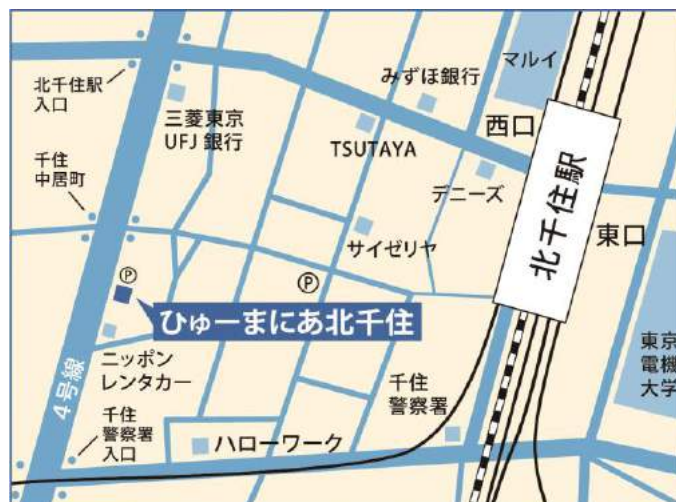 マルイ
みずほ銀行
北千住駅
入口
三菱東京
UFJ 銀行
TSUTAYA
西口
デニーズ
千住
中居町
北千住駅
東口
サイゼリヤ
P
P
ひゅーまにあ北千住
ニッポン
レンタカー
4号線
千住
警察署
東京
電機
大学
千住
警察署
入口
ハローワーク